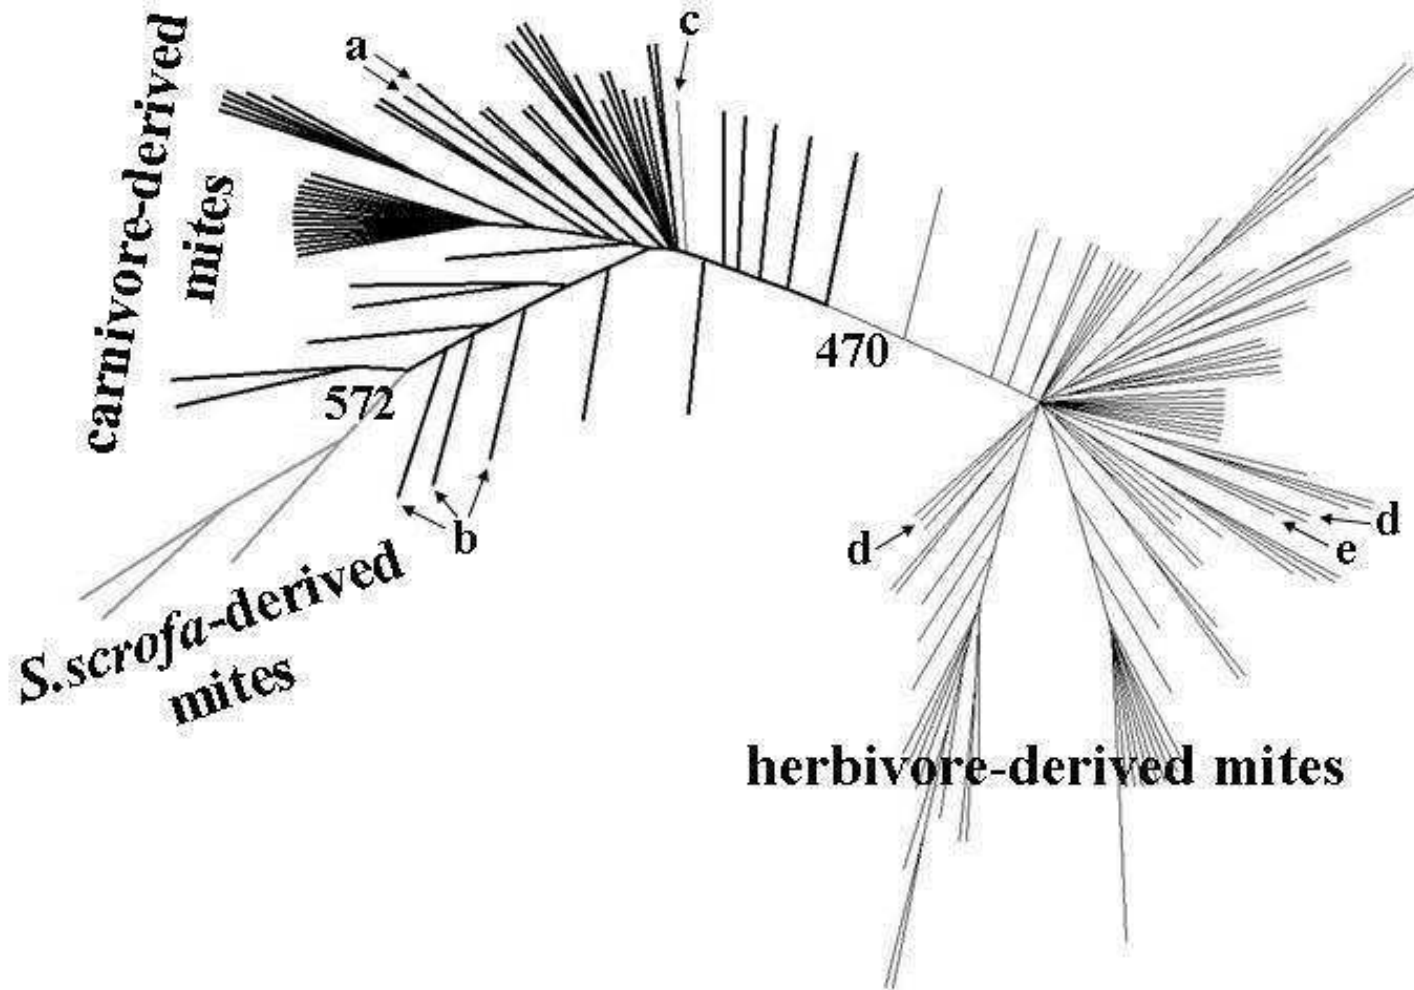 carnivore-derived
mites
a
c
470
572
b
S.scrofa-derived
mites
d
d
e
herbivore-derived mites